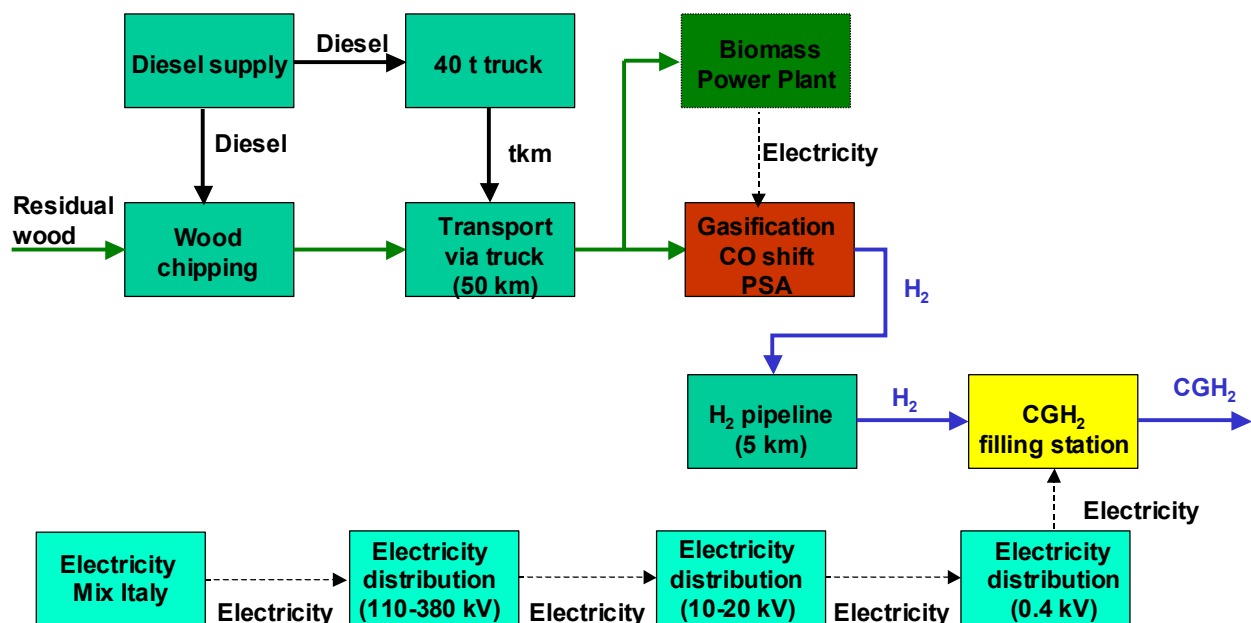 Diesel supply
Diesel
40 t truck
Biomass
Power Plant
Diesel
tkm
Electricity
Residual
wood
Wood
chipping
Transport
via truck
(50 km)
Gasification
CO shift
PSA
H₂
H₂ pipeline
(5 km)
H₂
CGH₂
filling station
CGH₂
Electricity
Electricity
Mix Italy
Electricity
Electricity
distribution
(110-380 kV)
Electricity
Electricity
distribution
(10-20 kV)
Electricity
Electricity
distribution
(0.4 kV)